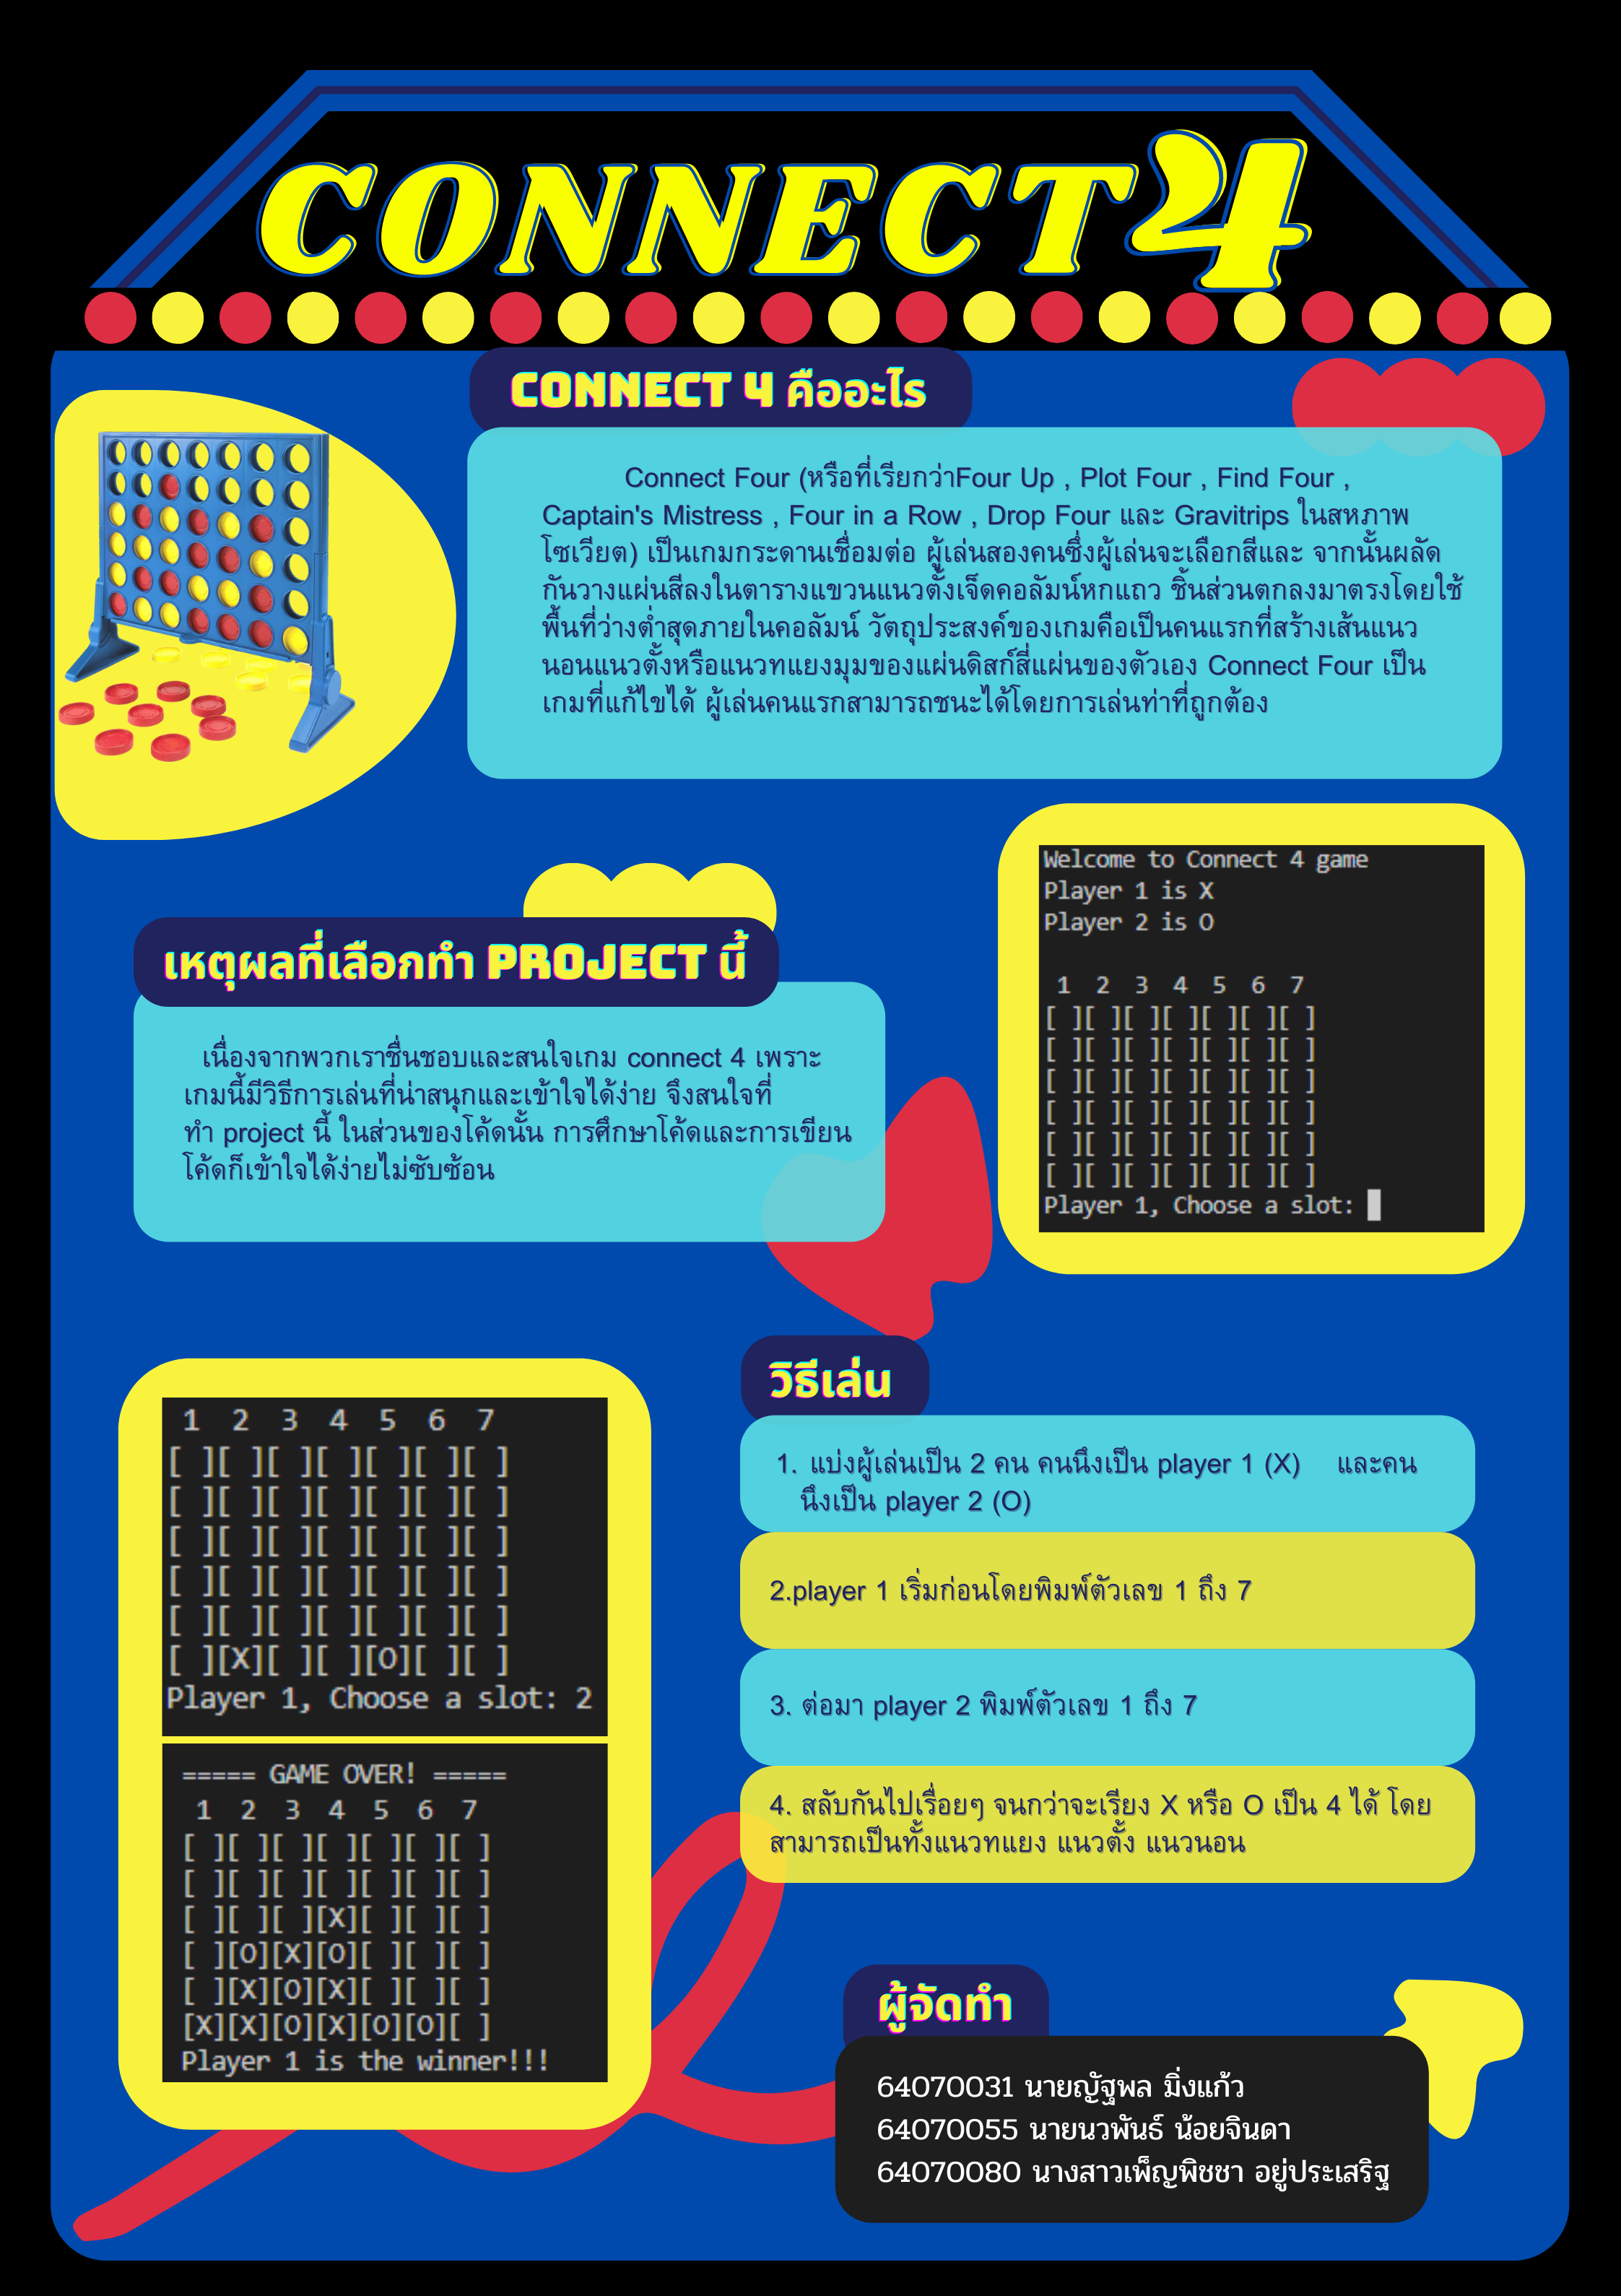 CONNECT4
CONNECT 4 คืออะไร
Connect Four (หรือที่เรียกว่าFour Up , Plot Four , Find Four ,
Captain's Mistress , Four in a Row , Drop Four และ Gravitrips ในสหภาพ
โซเวียต) เป็นเกมกระดานเชื่อมต่อ ผู้เล่นสองคนซึ่งผู้เล่นจะเลือกสีและ จากนั้นผลัด
กันวางแผ่นสีลงในตารางแขวนแนวตั้งเจ็ดคอลัมน์หกแถว ชิ้นส่วนตกลงมาตรงโดยใช้
พื้นที่ว่างต่ำสุดภายในคอลัมน์ วัตถุประสงค์ของเกมคือเป็นคนแรกที่สร้างเส้นแนว
นอนแนวตั้งหรือแนวทแยงมุมของแผ่นดิสก์สี่แผ่นของตัวเอง Connect Four เป็น
เกมที่แก้ไขได้ ผู้เล่นคนแรกสามารถชนะได้โดยการเล่นท่าที่ถูกต้อง
Welcome to Connect 4 game
Player 1 is X
Player 2 is O
1 2 3 4 5 6 7
[ ][ ][ ][ ][ ][ ][ ]
[ ][ ][ ][ ][ ][ ][ ]
[ ][ ][ ][ ][ ][ ][ ]
[ ][ ][ ][ ][ ][ ][ ]
[ ][ ][ ][ ][ ][ ][ ]
[ ][ ][ ][ ][ ][ ][ ]
Player 1, Choose a slot:
เหตุผลที่เลือกทำ PROJECT นี้
เนื่องจากพวกเราชื่นชอบและสนใจเกม connect 4 เพราะ
เกมนี้มีวิธีการเล่นที่น่าสนุกและเข้าใจได้ง่าย จึงสนใจที่
ทำ project นี้ ในส่วนของโค้ดนั้น การศึกษาโค้ดและการเขียน
โค้ดก็เข้าใจได้ง่ายไม่ซับซ้อน
1 2 3 4 5 6 7
[ ][ ][ ][ ][ ][ ][ ]
[ ][ ][ ][ ][ ][ ][ ]
[ ][ ][ ][ ][ ][ ][ ]
[ ][ ][ ][ ][ ][ ][ ]
[ ][ ][ ][ ][ ][ ][ ]
[ ][X][ ][ ][O][ ][ ]
Player 1, Choose a slot: 2
===== GAME OVER! =====
1 2 3 4 5 6 7
[ ][ ][ ][ ][ ][ ][ ]
[ ][ ][ ][ ][ ][ ][ ]
[ ][ ][ ][X][ ][ ][ ]
[ ][O][X][O][ ][ ][ ]
[ ][X][O][X][ ][ ][ ]
[X][X][O][X][O][O][ ]
Player 1 is the winner!!!
วิธีเล่น
1. แบ่งผู้เล่นเป็น 2 คน คนนึงเป็น player 1 (X) และคน
นึงเป็น player 2 (O)
2.player 1 เริ่มก่อนโดยพิมพ์ตัวเลข 1 ถึง 7
3. ต่อมา player 2 พิมพ์ตัวเลข 1 ถึง 7
4. สลับกันไปเรื่อยๆ จนกว่าจะเรียง X หรือ O เป็น 4 ได้ โดย
สามารถเป็นทั้งแนวทแยง แนวตั้ง แนวนอน
ผู้จัดทำ
64070031 นายณัฐพล มิ่งแก้ว
64070055 นายนวพันธ์ น้อยจินดา
64070080 นางสาวเพ็ญพิชชา อยู่ประเสริฐ